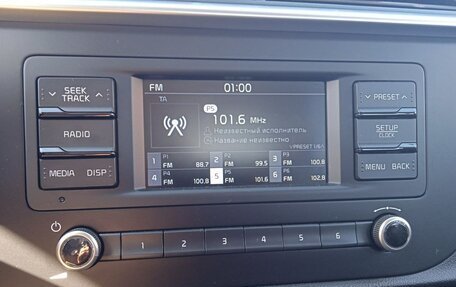 FM 01:00
TA
P5
101.6 MHz
Неизвестный исполнитель
Название неизвестно
∨PRESET 1/6∧
1 P1 FM 88.7 2 P2 FM 99.5 3 P3 FM 100.8
4 P4 FM 100.8 5 P5 FM 101.6 6 P6 FM 102.8
∨ SEEK TRACK ∧
RADIO
MEDIA DISP
∨ PRESET ∧
SETUP
CLOCK
MENU BACK
1 2 3 4 5 6